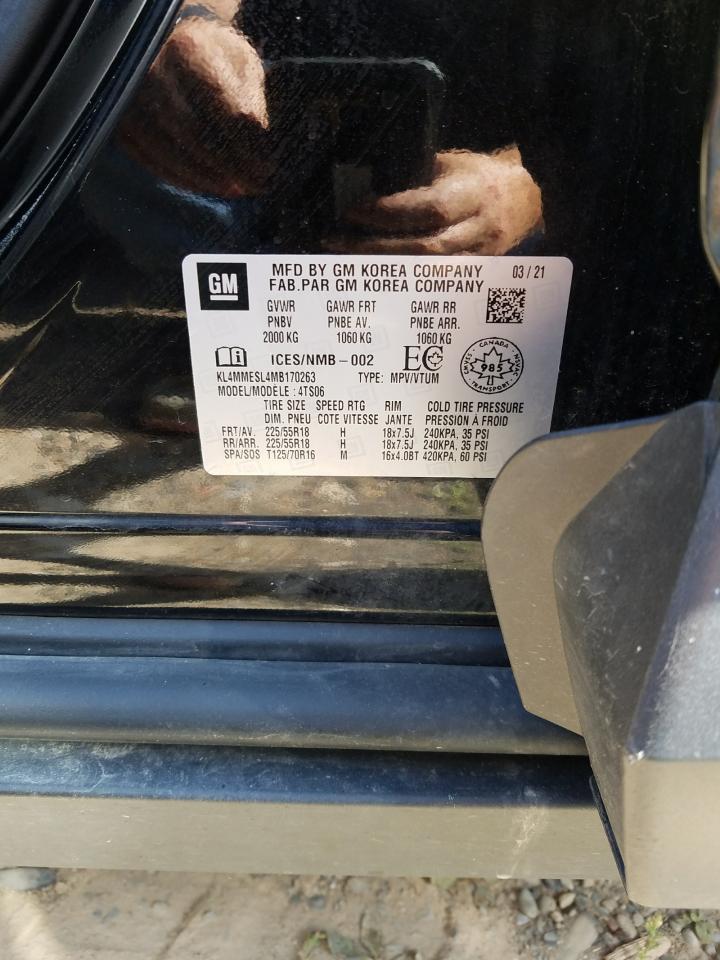 GM
MFD BY GM KOREA COMPANY 03 / 21
FAB.PAR GM KOREA COMPANY
GVWR GAWR FRT GAWR RR
PNBV PNBE AV. PNBE ARR.
2000 KG 1060 KG 1060 KG
ICES/NMB-002 EC
CANADA
985
TRANSPORT
KL4MMESL4MB170263 TYPE: MPV/VTUM
MODEL/MODÈLE: 4TS06
TIRE SIZE SPEED RTG RIM COLD TIRE PRESSURE
DIM. PNEU COTE VITESSE JANTE PRESSION À FROID
FRT/AV. 225/55R18 H 18x7.5J 240KPA, 35 PSI
RR/ARR. 225/55R18 H 18x7.5J 240KPA, 35 PSI
SPA/SOS T125/70R16 M 16x4.0BT 420KPA, 60 PSI